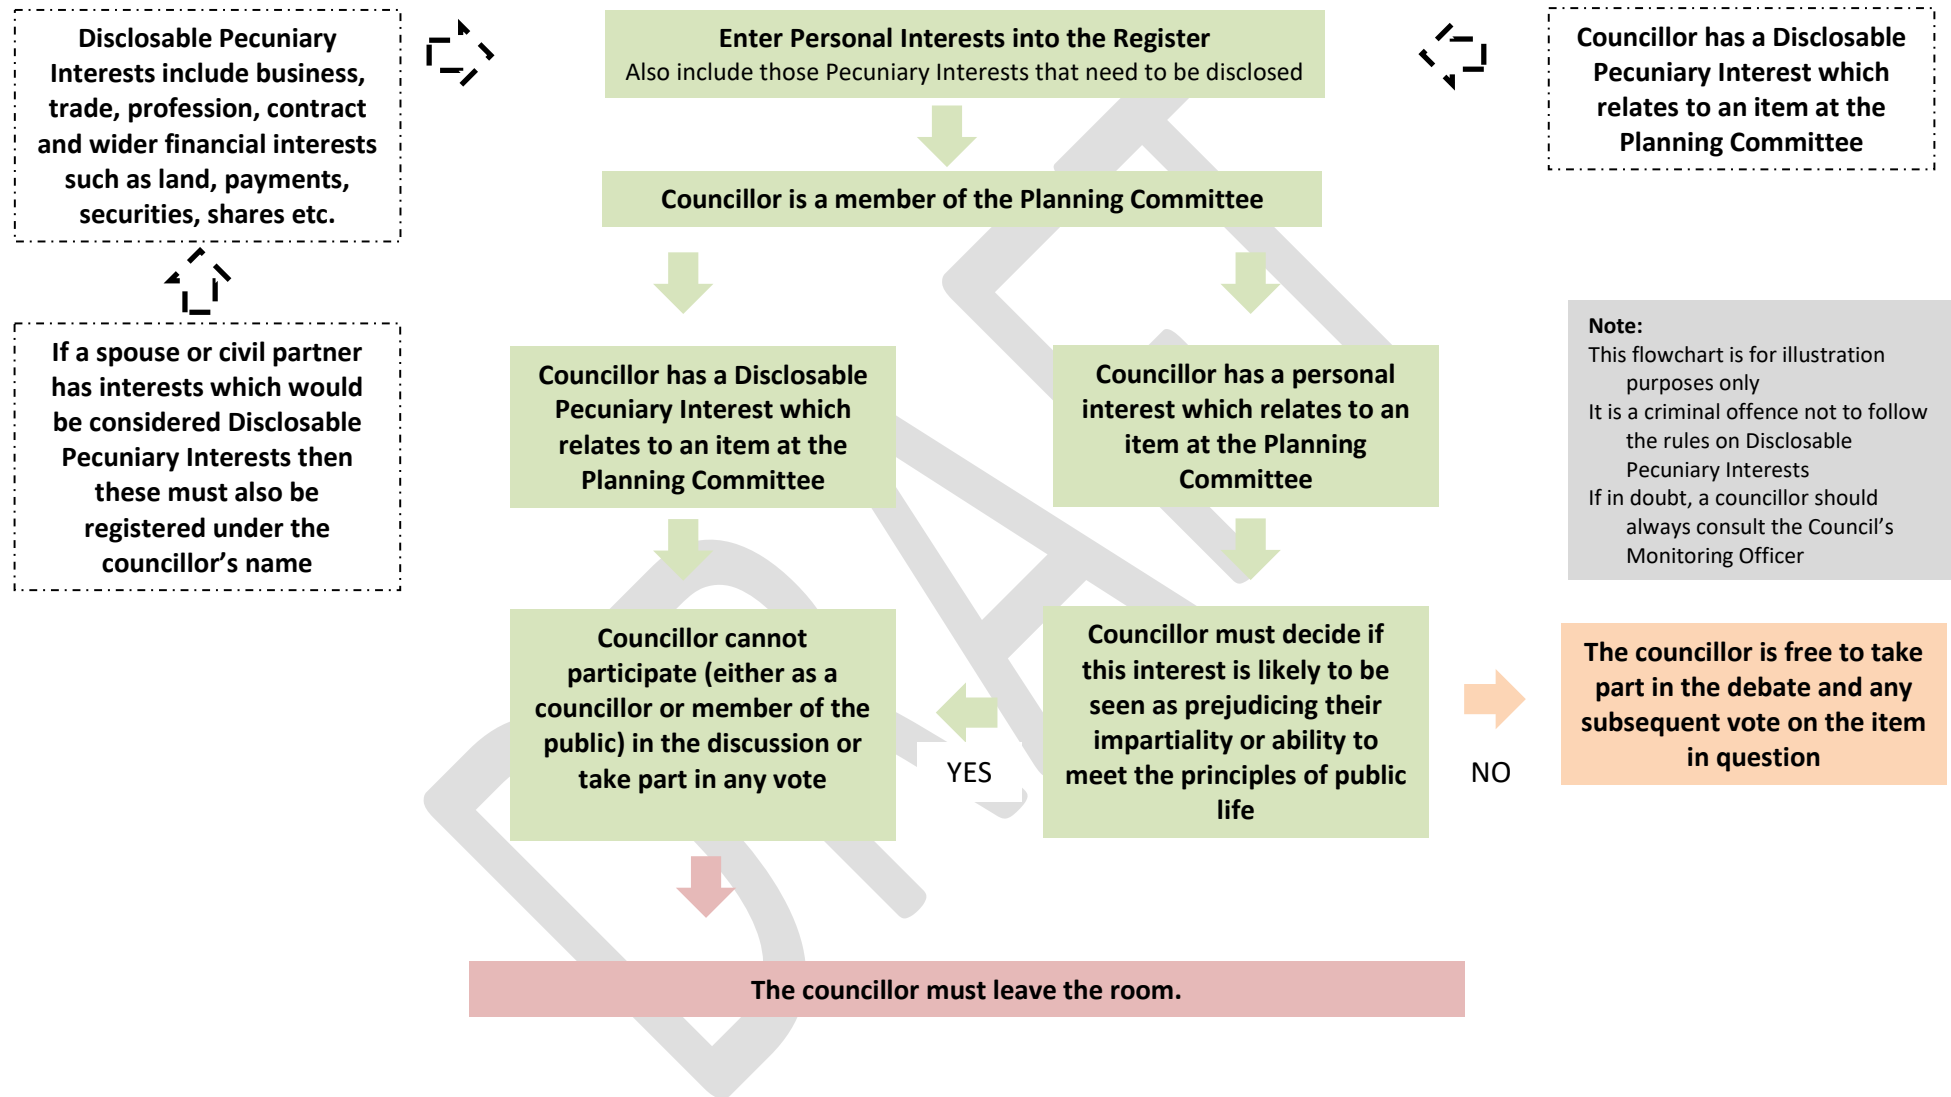 Disclosable Pecuniary
Interests include business,
trade, profession, contract
and wider financial interests
such as land, payments,
securities, shares etc.
If a spouse or civil partner
has interests which would
be considered Disclosable
Pecuniary Interests then
these must also be
registered under the
councillor’s name
Enter Personal Interests into the Register
Also include those Pecuniary Interests that need to be disclosed
Councillor is a member of the Planning Committee
Councillor has a Disclosable
Pecuniary Interest which
relates to an item at the
Planning Committee
Councillor has a personal
interest which relates to an
item at the Planning
Committee
Councillor cannot
participate (either as a
councillor or member of the
public) in the discussion or
take part in any vote
YES
Councillor must decide if
this interest is likely to be
seen as prejudicing their
impartiality or ability to
meet the principles of public
life
NO
The councillor is free to take
part in the debate and any
subsequent vote on the item
in question
The councillor must leave the room.
Councillor has a Disclosable
Pecuniary Interest which
relates to an item at the
Planning Committee
Note:
This flowchart is for illustration
purposes only
It is a criminal offence not to follow
the rules on Disclosable
Pecuniary Interests
If in doubt, a councillor should
always consult the Council’s
Monitoring Officer
DRAFT